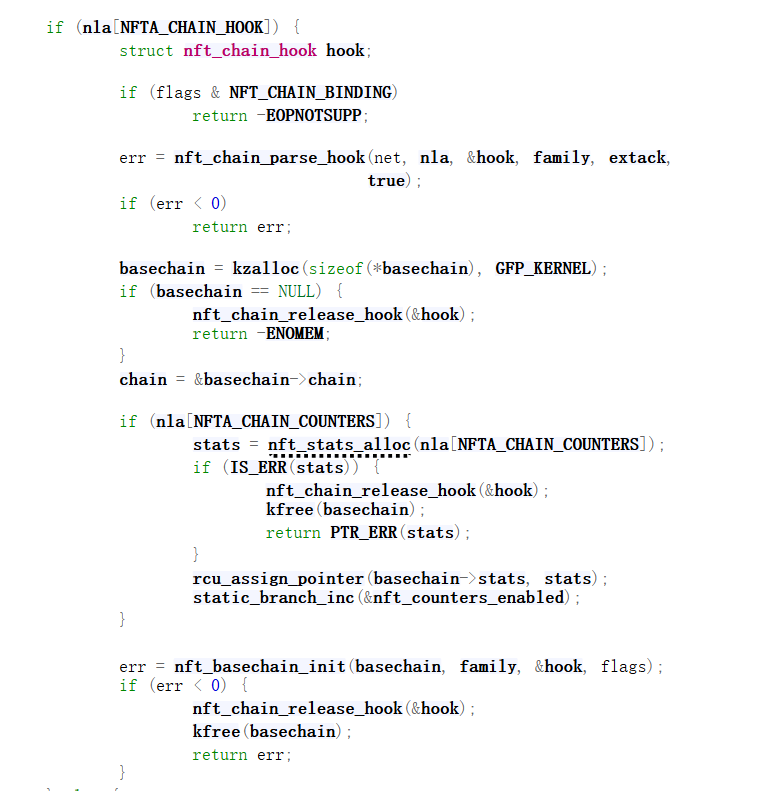 if (nla[NFTA_CHAIN_HOOK]) {
struct nft_chain_hook hook;
if (flags & NFT_CHAIN_BINDING)
return -EOPNOTSUPP;
err = nft_chain_parse_hook(net, nla, &hook, family, extack,
true);
if (err < 0)
return err;
basechain = kzalloc(sizeof(*basechain), GFP_KERNEL);
if (basechain == NULL) {
nft_chain_release_hook(&hook);
return -ENOMEM;
}
chain = &basechain->chain;
if (nla[NFTA_CHAIN_COUNTERS]) {
stats = nft_stats_alloc(nla[NFTA_CHAIN_COUNTERS]);
if (IS_ERR(stats)) {
nft_chain_release_hook(&hook);
kfree(basechain);
return PTR_ERR(stats);
}
rcu_assign_pointer(basechain->stats, stats);
static_branch_inc(&nft_counters_enabled);
}
err = nft_basechain_init(basechain, family, &hook, flags);
if (err < 0) {
nft_chain_release_hook(&hook);
kfree(basechain);
return err;
}